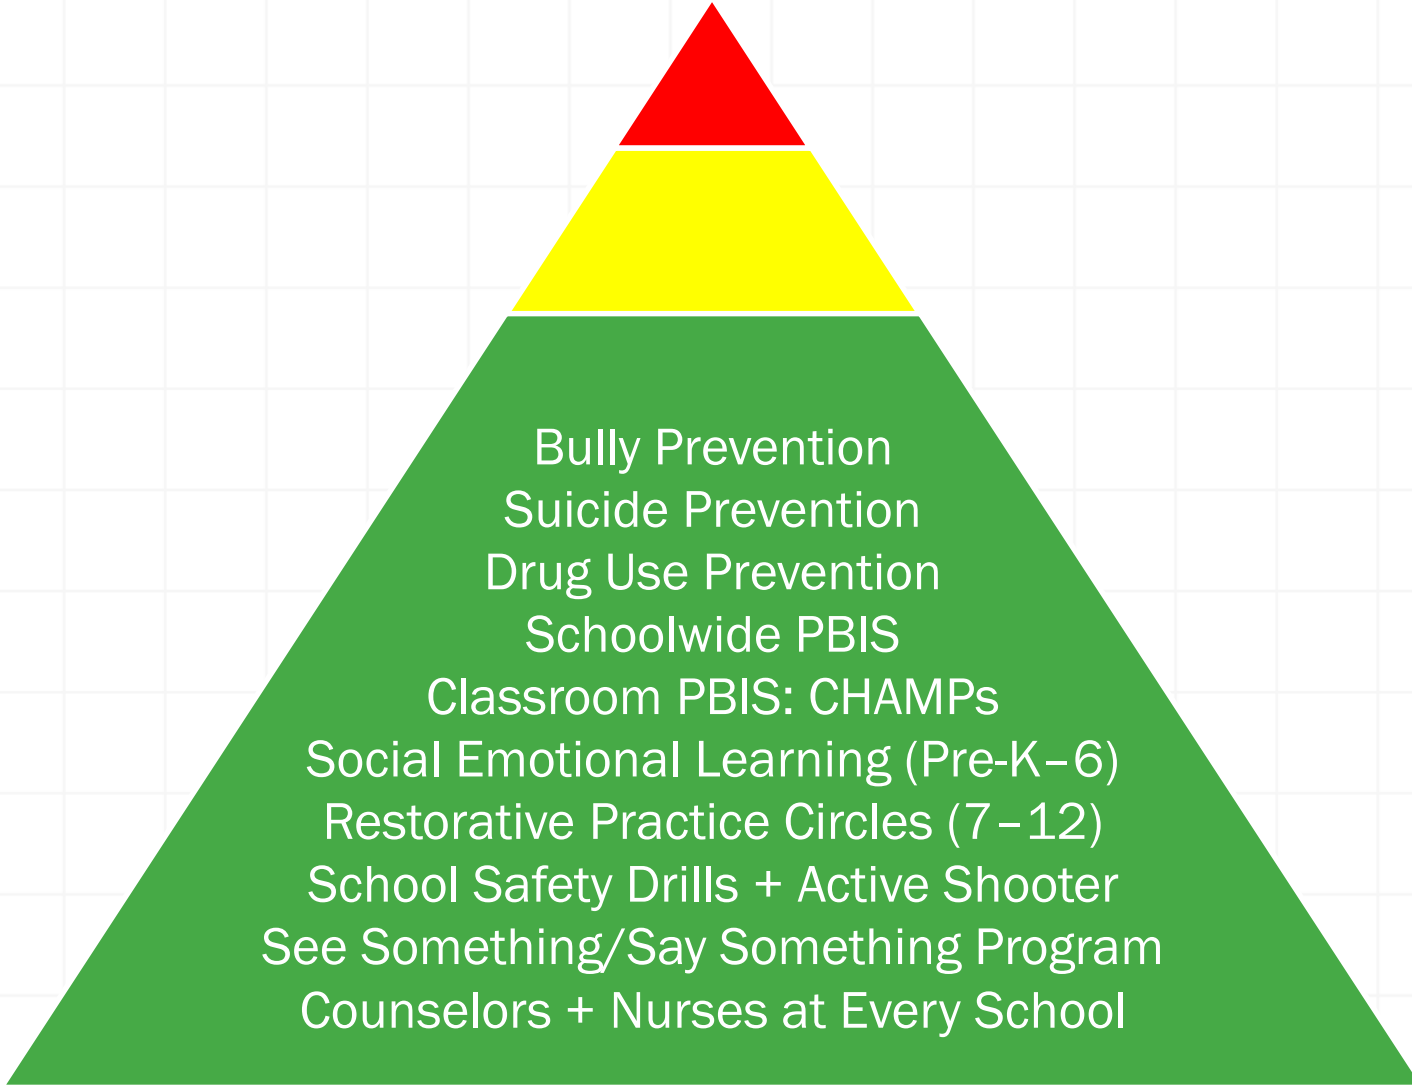 Bully Prevention
Suicide Prevention
Drug Use Prevention
Schoolwide PBIS
Classroom PBIS: CHAMPs
Social Emotional Learning (Pre-K–6)
Restorative Practice Circles (7–12)
School Safety Drills + Active Shooter
See Something/Say Something Program
Counselors + Nurses at Every School